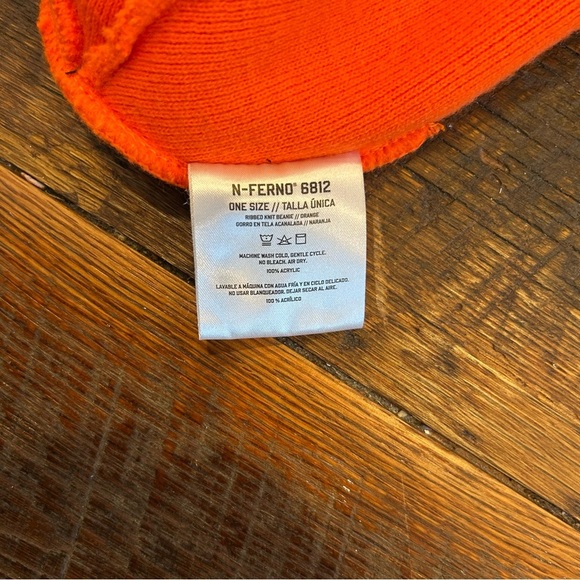 N-FERNO® 6812
ONE SIZE // TALLA ÚNICA
RIBBED KNIT BEANIE // ORANGE
GORRO EN TELA ACANALADA // NARANJA
MACHINE WASH COLD, GENTLE CYCLE.
NO BLEACH. AIR DRY.
100% ACRYLIC
LAVABLE A MÁQUINA CON AGUA FRÍA Y EN CICLO DELICADO.
NO USAR BLANQUEADOR. DEJAR SECAR AL AIRE.
100 % ACRÍLICO